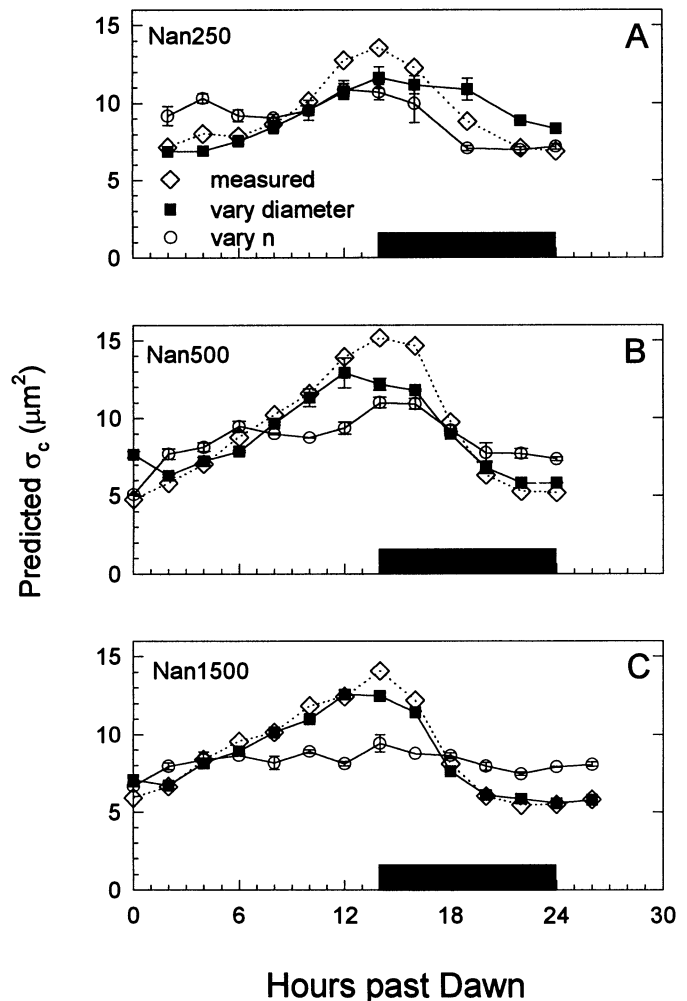 15
Nan250
A
10
measured
5
vary diameter
vary n
0
15
Nan500
B
10
5
0
Predicted σc (μm²)
15
Nan1500
C
10
5
0
0 6 12 18 24 30
Hours past Dawn